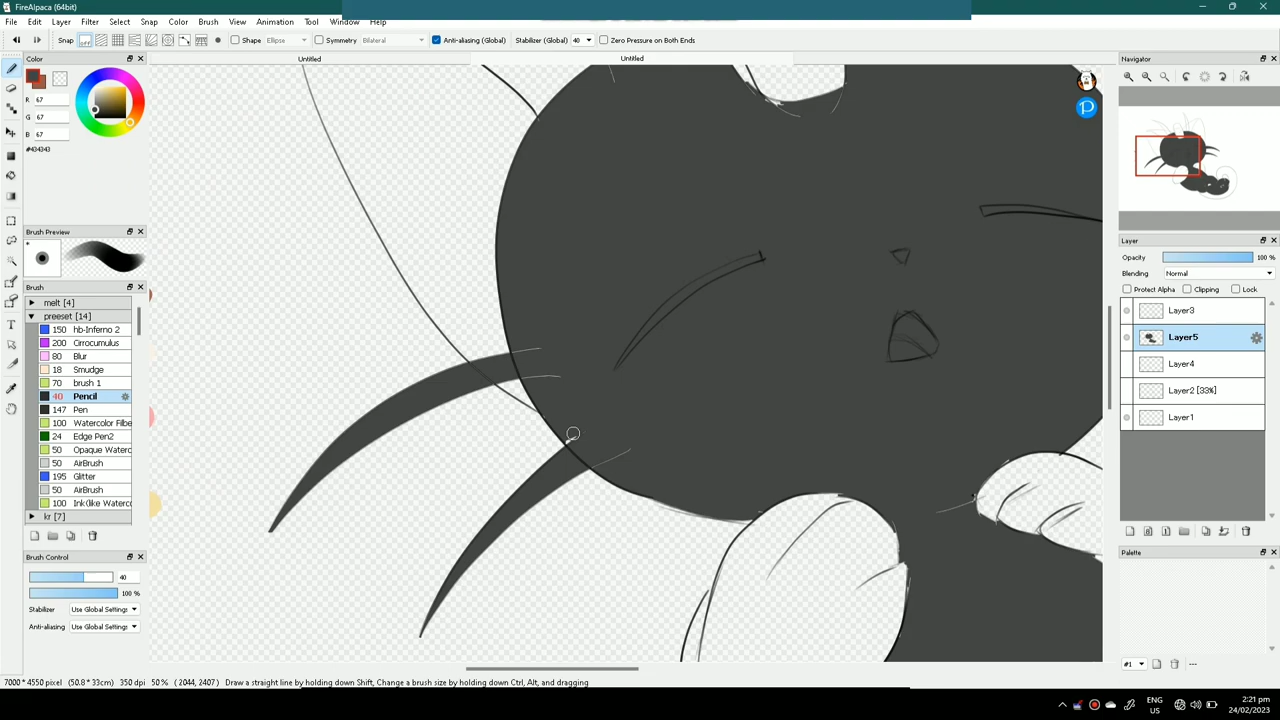 FireAlpaca (64bit)
File Edit Layer Filter Select Snap Color Brush View Animation Tool Window Help
Snap Shape Ellipse Symmetry Bilateral Anti-aliasing (Global) Stabilizer (Global) 40 Zero Pressure on Both Ends
Color
Untitled
Untitled
Navigator
R 67
G 67
B 67
#434343
Brush Preview
Brush
melt [4]
preeset [14]
150 hb-Inferno 2
200 Cirrocumulus
80 Blur
18 Smudge
70 brush 1
40 Pencil
147 Pen
100 Watercolor Filbe
24 Edge Pen2
50 Opaque Waterc
50 AirBrush
195 Glitter
50 AirBrush
100 Ink(like Waterc
kr [7]
Brush Control
40
100 %
Stabilizer Use Global Settings
Anti-aliasing Use Global Settings
Layer
Opacity 100 %
Blending Normal
Protect Alpha Clipping Lock
Layer3
Layer5
Layer4
Layer2 [33%]
Layer1
Palette
#1 ---
7000 * 4550 pixel (50.8 * 33cm) 350 dpi 50 % ( 2044, 2407) Draw a straight line by holding down Shift, Change a brush size by holding down Ctrl, Alt, and dragging
ENG
US
2:21 pm
24/02/2023